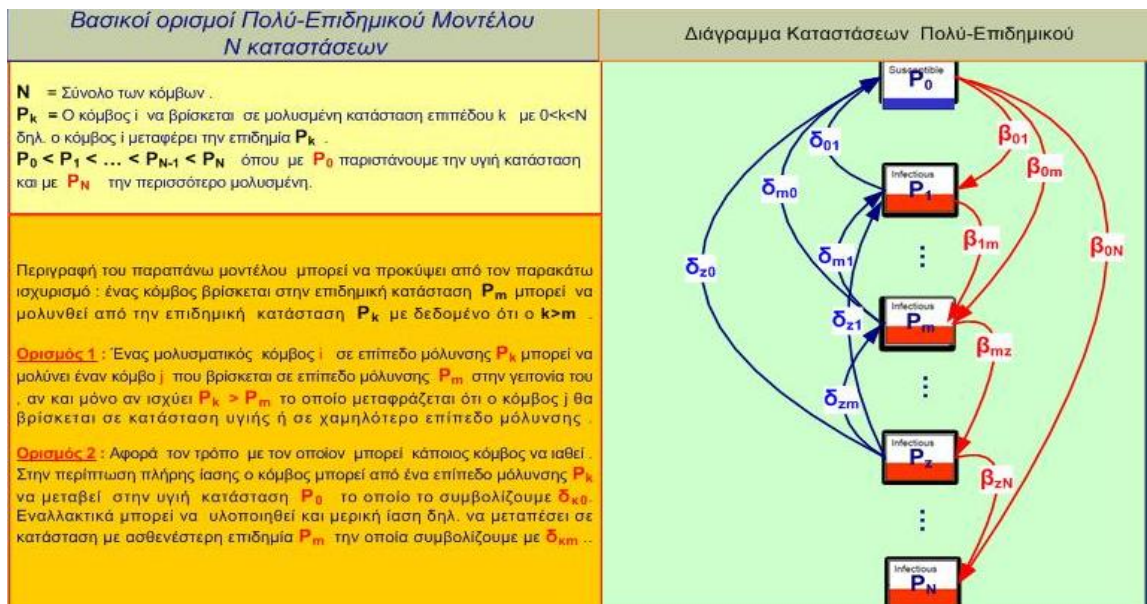 Βασικοί ορισμοί Πολύ-Επιδημικού Μοντέλου
Ν καταστάσεων
N = Σύνολο των κόμβων .
Pk = Ο κόμβος i να βρίσκεται σε μολυσμένη κατάσταση επιπέδου k με 0<k<N
δηλ. ο κόμβος i μεταφέρει την επιδημία Pk .
P0 < P1 < ... < PN-1 < PN όπου με P0 παριστάνουμε την υγιή κατάσταση
και με PN την περισσότερο μολυσμένη.
Περιγραφή του παραπάνω μοντέλου μπορεί να προκύψει από τον παρακάτω
ισχυρισμό : ένας κόμβος βρίσκεται στην επιδημική κατάσταση Pm μπορεί να
μολυνθεί από την επιδημική κατάσταση Pk με δεδομένο ότι ο k>m .
Ορισμός 1 : Ένας μολυσματικός κόμβος i σε επίπεδο μόλυνσης Pk μπορεί να
μολύνει έναν κόμβο j που βρίσκεται σε επίπεδο μόλυνσης Pm στην γειτονία του
, αν και μόνο αν ισχύει Pk > Pm το οποίο μεταφράζεται ότι ο κόμβος j θα
βρίσκεται σε κατάσταση υγιής ή σε χαμηλότερο επίπεδο μόλυνσης .
Ορισμός 2 : Αφορά τον τρόπο με τον οποίον μπορεί κάποιος κόμβος να ιαθεί .
Στην περίπτωση πλήρης ίασης ο κόμβος μπορεί από ένα επίπεδο μόλυνσης Pk
να μεταβεί στην υγιή κατάσταση P0 το οποίο το συμβολίζουμε δκ0.
Εναλλακτικά μπορεί να υλοποιηθεί και μερική ίαση δηλ. να μεταπέσει σε
κατάσταση με ασθενέστερη επιδημία Pm την οποία συμβολίζουμε με δκm ..
Διάγραμμα Καταστάσεων Πολύ-Επιδημικού
Susceptible
P0
δ01
β01
β0m
δm0
Infectious
P1
β1m
β0N
δm1
δz0
Infectious
Pm
δz1
βmz
δzm
Infectious
Pz
βzN
Infectious
PN